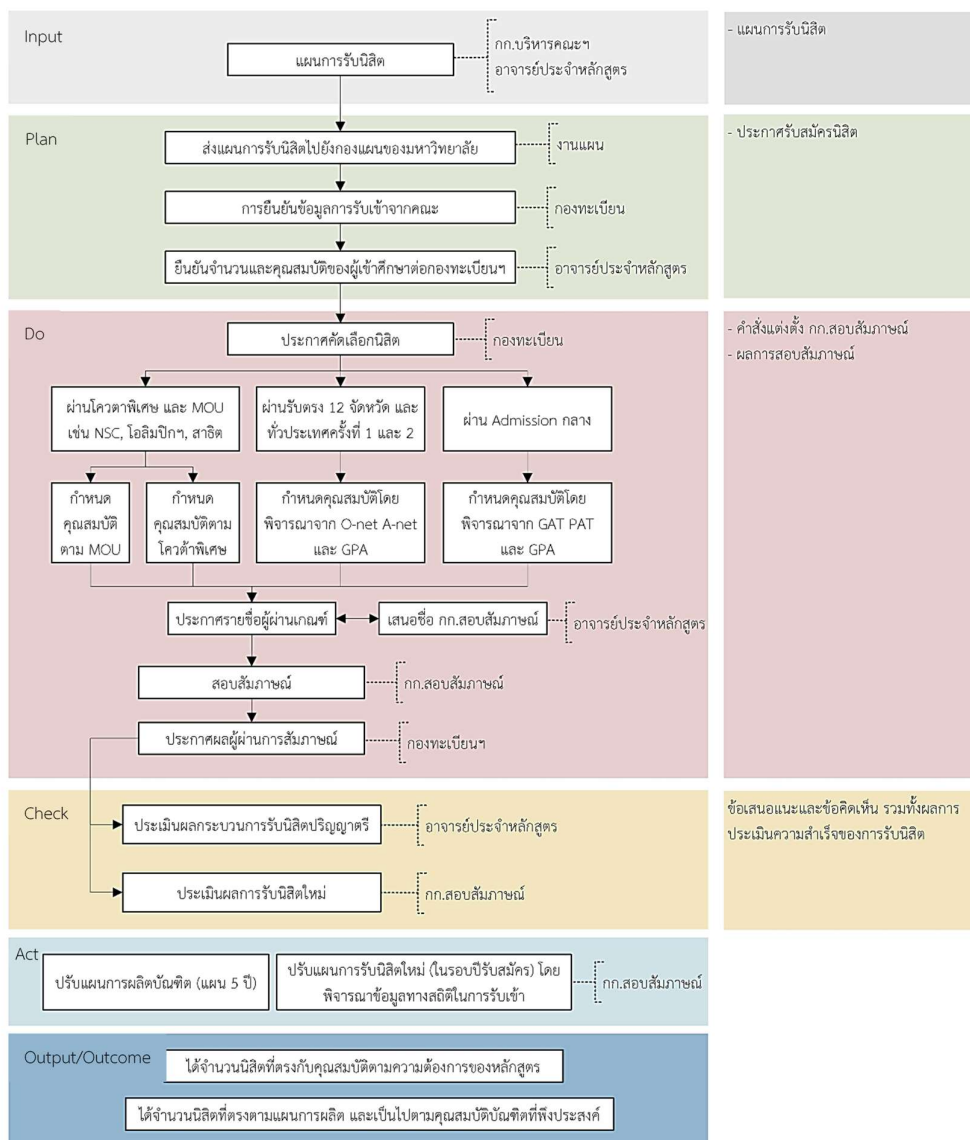 Input
แผนการรับนิสิต
กก.บริหารคณะฯ
อาจารย์ประจำหลักสูตร
- แผนการรับนิสิต
Plan
ส่งแผนการรับนิสิตไปยังกองแผนของมหาวิทยาลัย
งานแผน
- ประกาศรับสมัครนิสิต
การยืนยันข้อมูลการรับเข้าจากคณะ
กองทะเบียน
ยืนยันจำนวนและคุณสมบัติของผู้เข้าศึกษาต่อกองทะเบียนฯ
อาจารย์ประจำหลักสูตร
Do
ประกาศคัดเลือกนิสิต
กองทะเบียน
- คำสั่งแต่งตั้ง กก.สอบสัมภาษณ์
- ผลการสอบสัมภาษณ์
ผ่านโควตาพิเศษ และ MOU
เช่น NSC, โอลิมปิกฯ, สาธิต
ผ่านรับตรง 12 จัดหวัด และ
ทั่วประเทศครั้งที่ 1 และ 2
ผ่าน Admission กลาง
กำหนด
คุณสมบัติ
ตาม MOU
กำหนด
คุณสมบัติตาม
โควต้าพิเศษ
กำหนดคุณสมบัติโดย
พิจารณาจาก O-net A-net
และ GPA
กำหนดคุณสมบัติโดย
พิจารณาจาก GAT PAT
และ GPA
ประกาศรายชื่อผู้ผ่านเกณฑ์
เสนอชื่อ กก.สอบสัมภาษณ์
อาจารย์ประจำหลักสูตร
สอบสัมภาษณ์
กก.สอบสัมภาษณ์
ประกาศผลผู้ผ่านการสัมภาษณ์
กองทะเบียนฯ
Check
ประเมินผลกระบวนการรับนิสิตปริญญาตรี
อาจารย์ประจำหลักสูตร
ข้อเสนอแนะและข้อคิดเห็น รวมทั้งผลการ
ประเมินความสำเร็จของการรับนิสิต
ประเมินผลการรับนิสิตใหม่
กก.สอบสัมภาษณ์
Act
ปรับแผนการผลิตบัณฑิต (แผน 5 ปี)
ปรับแผนการรับนิสิตใหม่ (ในรอบปีรับสมัคร) โดย
พิจารณาข้อมูลทางสถิติในการรับเข้า
กก.สอบสัมภาษณ์
Output/Outcome
ได้จำนวนนิสิตที่ตรงกับคุณสมบัติตามความต้องการของหลักสูตร
ได้จำนวนนิสิตที่ตรงตามแผนการผลิต และเป็นไปตามคุณสมบัติบัณฑิตที่พึงประสงค์